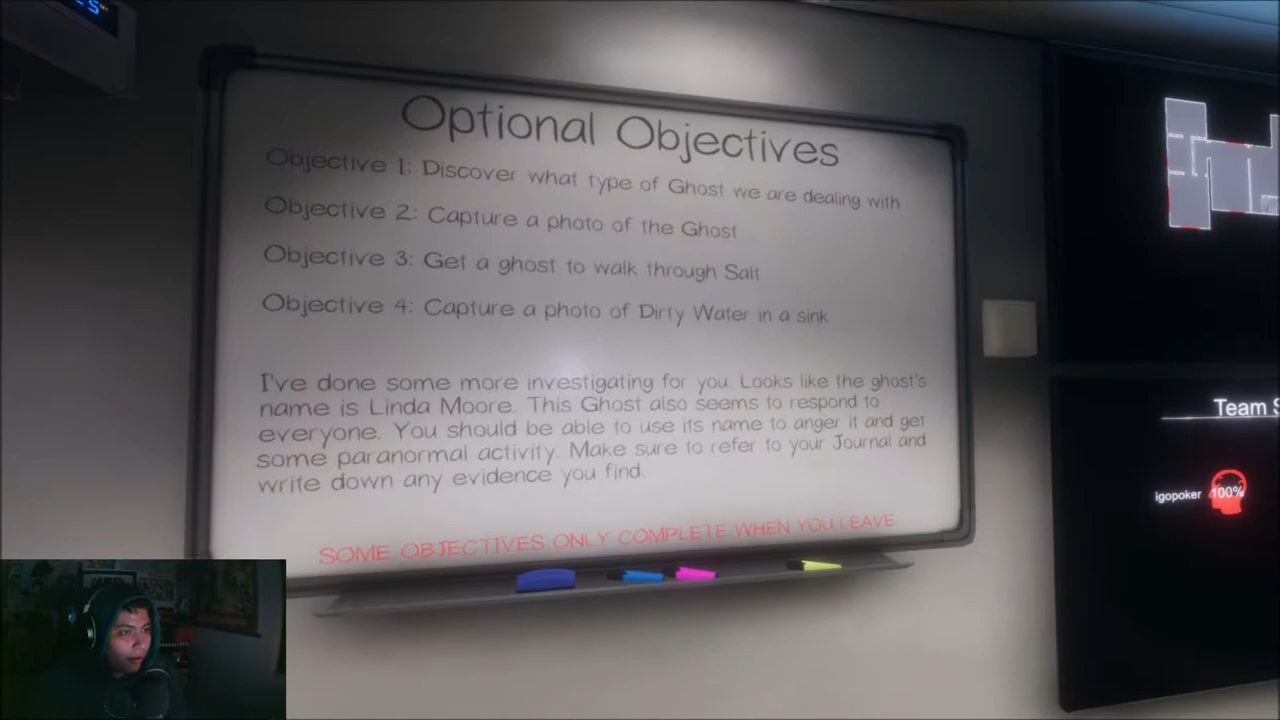 Optional Objectives
Objective 1: Discover what type of Ghost we are dealing with
Objective 2: Capture a photo of the Ghost
Objective 3: Get a ghost to walk through Salt
Objective 4: Capture a photo of Dirty Water in a sink
I've done some more investigating for you. Looks like the ghost's
name is Linda Moore. This Ghost also seems to respond to
everyone. You should be able to use its name to anger it and get
some paranormal activity. Make sure to refer to your Journal and
write down any evidence you find.
SOME OBJECTIVES ONLY COMPLETE WHEN YOU LEAVE
Team S
igopoker 100%